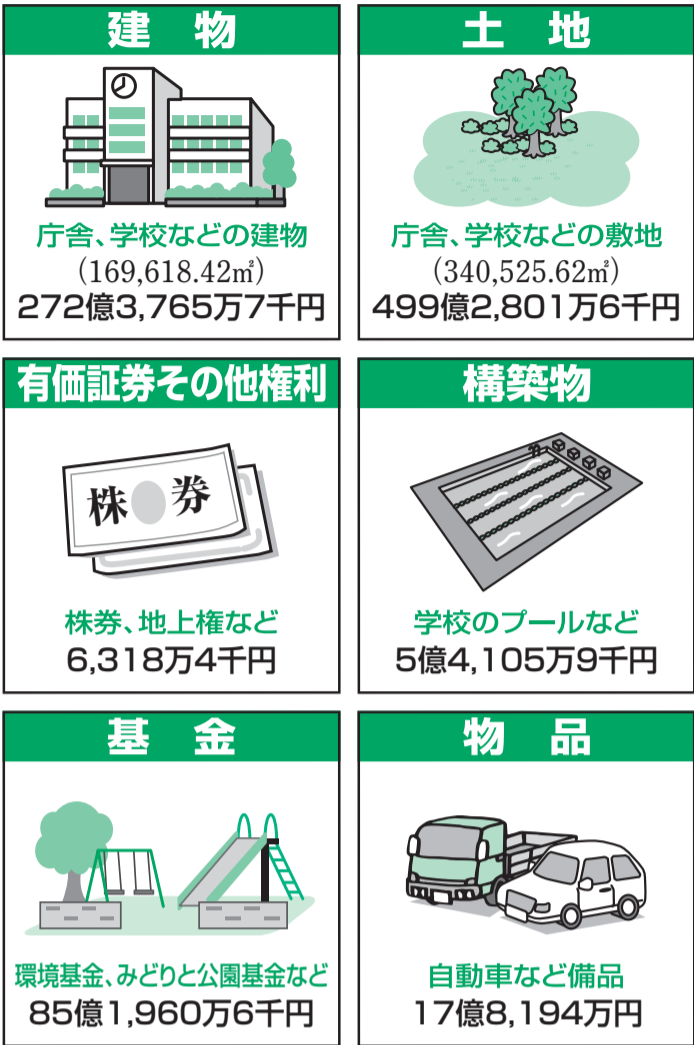 建物
庁舎、学校などの建物
(169,618.42㎡)
272億3,765万7千円
土地
庁舎、学校などの敷地
(340,525.62㎡)
499億2,801万6千円
有価証券その他権利
株券
株券、地上権など
6,318万4千円
構築物
学校のプールなど
5億4,105万9千円
基金
環境基金、みどりと公園基金など
85億1,960万6千円
物品
自動車など備品
17億8,194万円